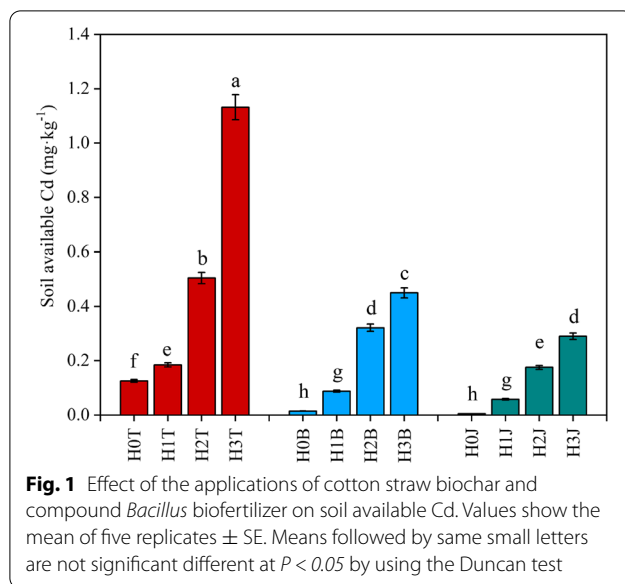 1.4
1.2
1.0
0.8
0.6
0.4
0.2
0.0
Soil available Cd (mg·kg⁻¹)
f
e
b
a
h
g
d
c
h
g
e
d
H0T
H1T
H2T
H3T
H0B
H1B
H2B
H3B
H0J
H1J
H2J
H3J
Fig. 1 Effect of the applications of cotton straw biochar and
compound Bacillus biofertilizer on soil available Cd. Values show the
mean of five replicates ± SE. Means followed by same small letters
are not significant different at P < 0.05 by using the Duncan test